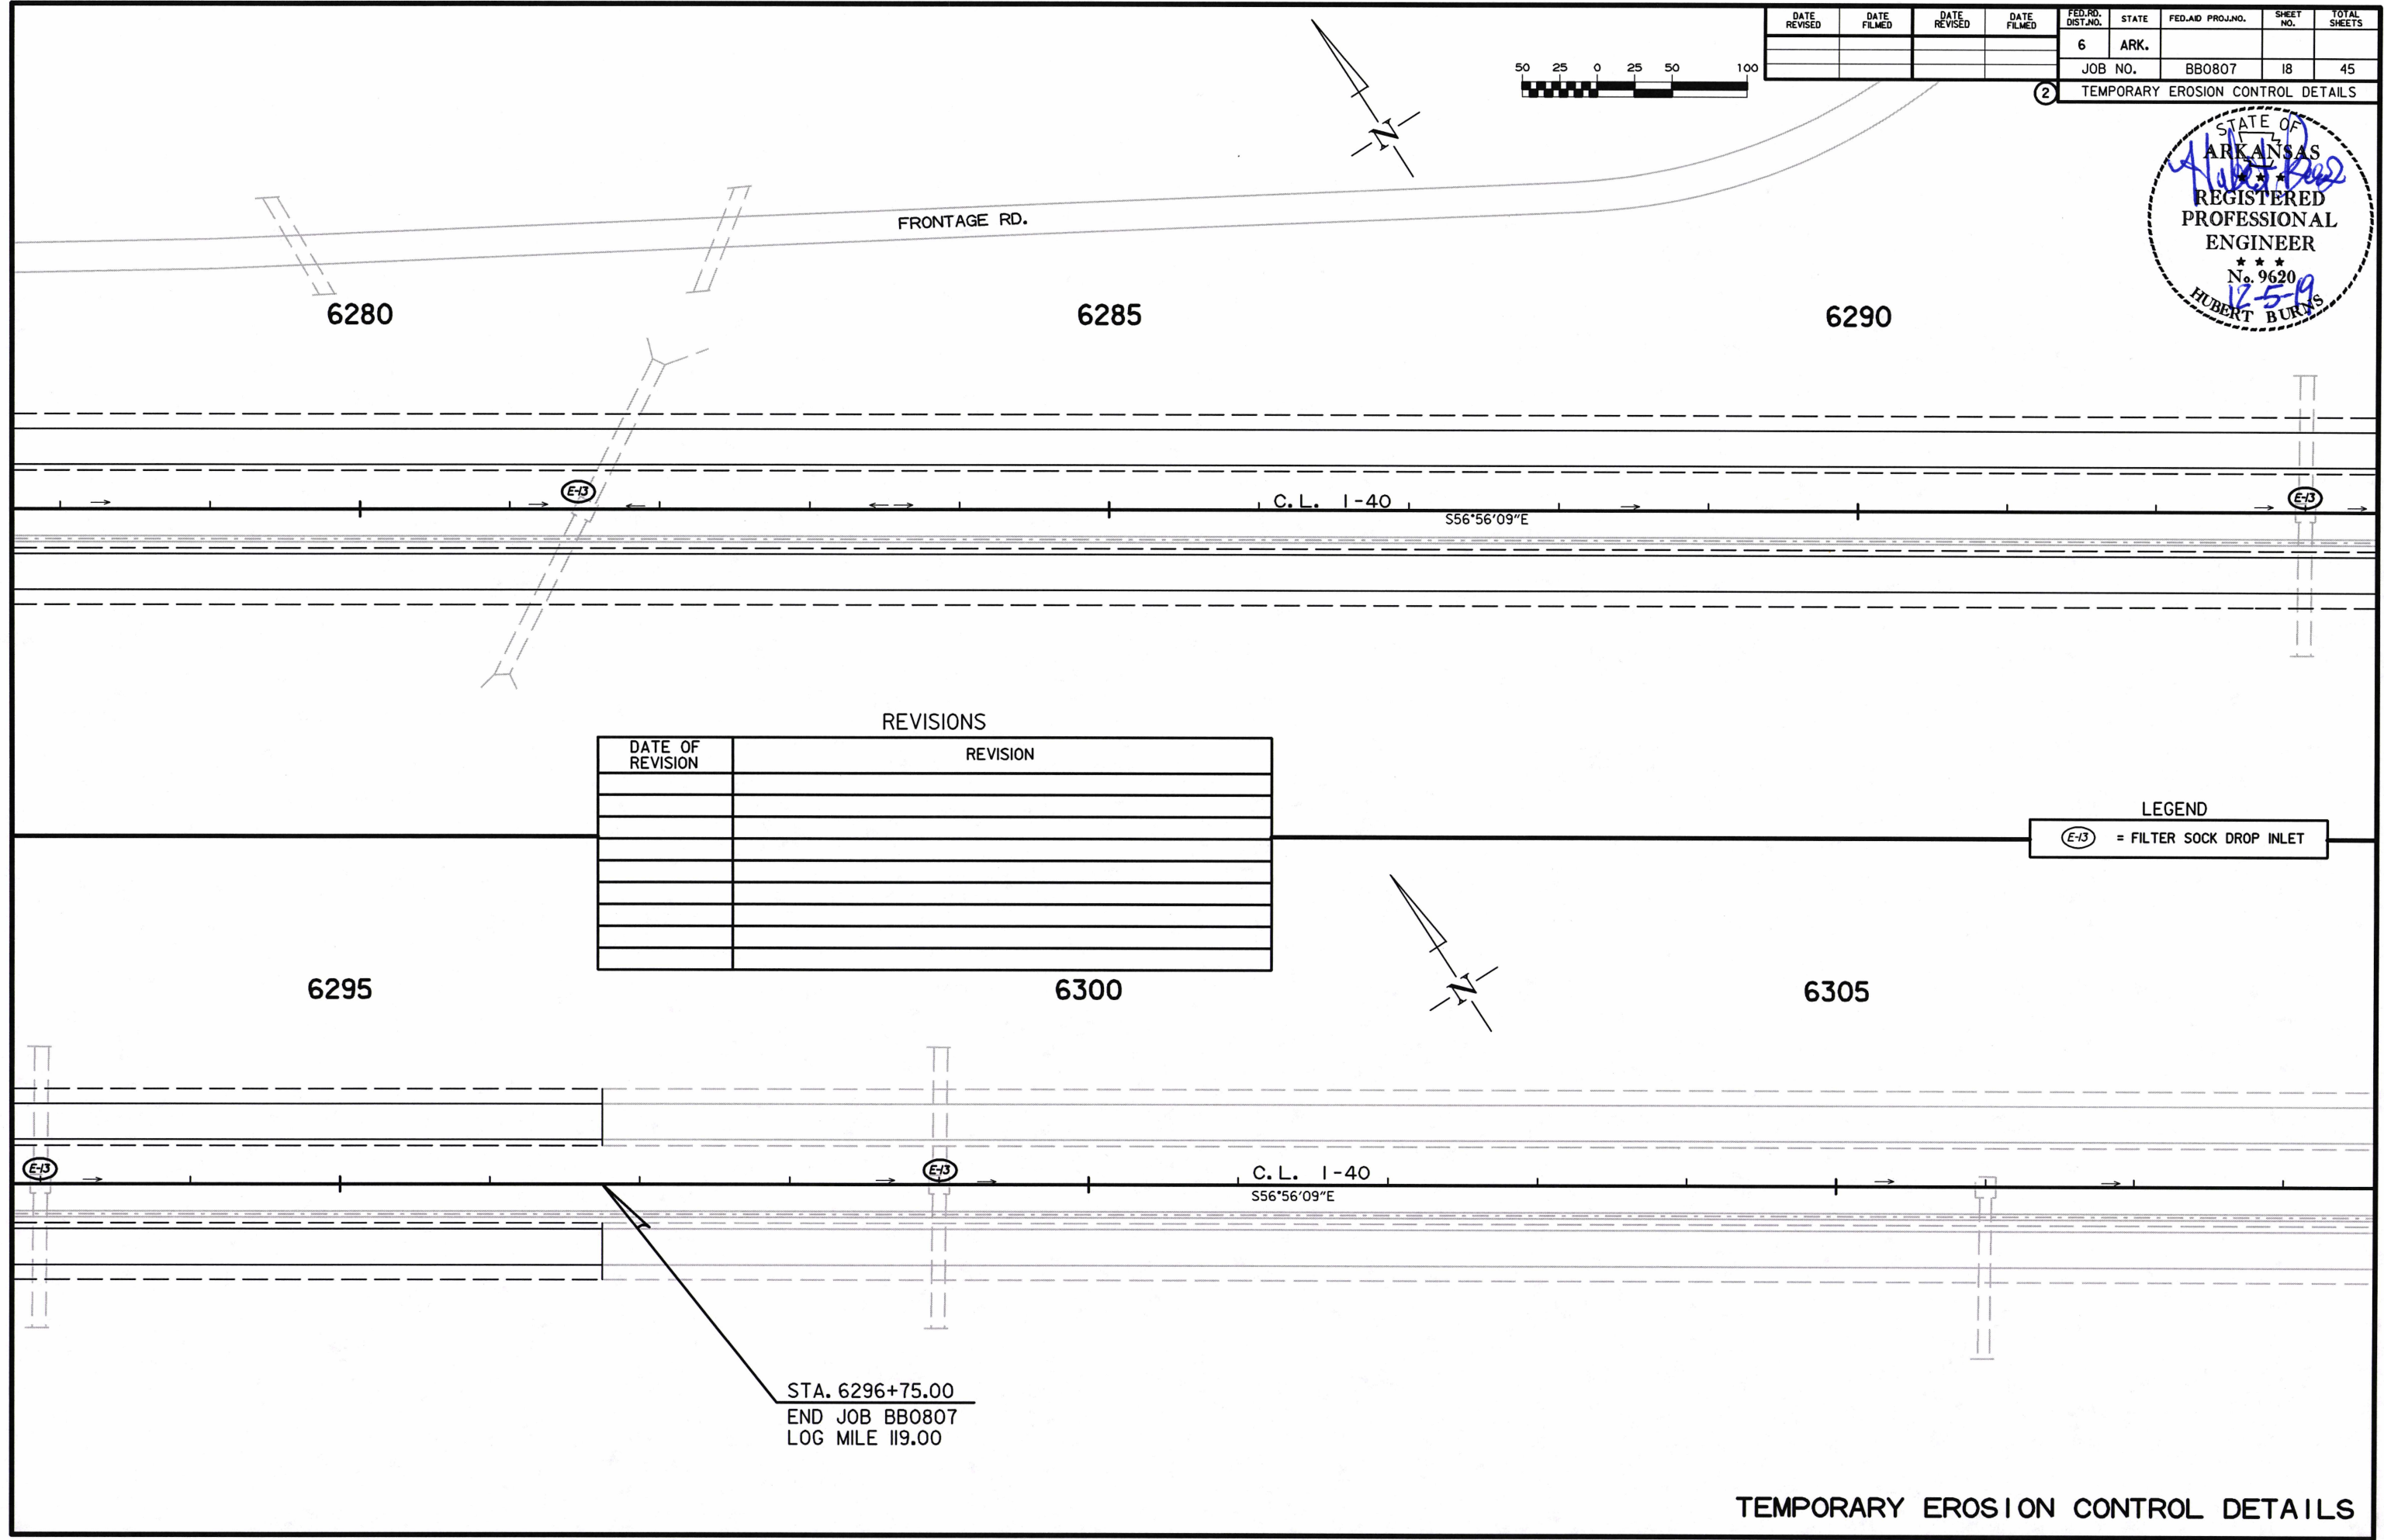 DATE REVISED
DATE FILMED
DATE REVISED
DATE FILMED
FED.RD. DIST.NO.
STATE
FED.AID PROJ.NO.
SHEET NO.
TOTAL SHEETS
6
ARK.
JOB NO.
BB0807
18
45
2
TEMPORARY EROSION CONTROL DETAILS
50 25 0 25 50 100
N
STATE OF
ARKANSAS
REGISTERED
PROFESSIONAL
ENGINEER
No. 9620
12-5-19
HUBERT BURNS
FRONTAGE RD.
6280
6285
6290
E-13
C.L. I-40
S56°56'09"E
E-13
REVISIONS
DATE OF REVISION
REVISION
LEGEND
E-13 = FILTER SOCK DROP INLET
N
6295
6300
6305
E-13
E-13
C.L. I-40
S56°56'09"E
STA. 6296+75.00
END JOB BB0807
LOG MILE 119.00
TEMPORARY EROSION CONTROL DETAILS